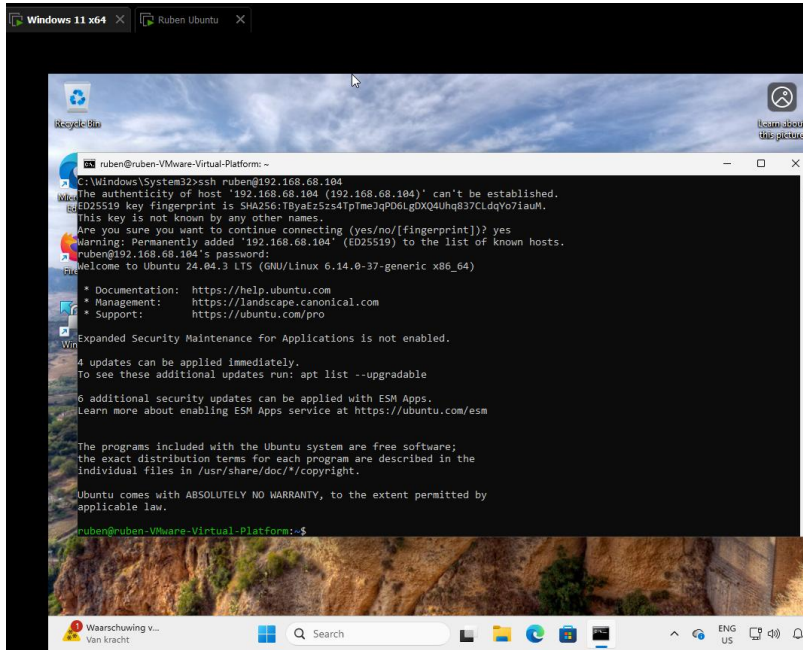 Windows 11 x64
Ruben Ubuntu
Recycle Bin
Learn about
this picture
ruben@ruben-VMware-Virtual-Platform: ~
C:\Windows\System32>ssh ruben@192.168.68.104
The authenticity of host '192.168.68.104 (192.168.68.104)' can't be established.
ED25519 key fingerprint is SHA256:TByaEz5zs4TpTmeJqPD6LgDXQ4Uhq837CLdqYo7iauM.
This key is not known by any other names.
Are you sure you want to continue connecting (yes/no/[fingerprint])? yes
Warning: Permanently added '192.168.68.104' (ED25519) to the list of known hosts.
ruben@192.168.68.104's password:
Welcome to Ubuntu 24.04.3 LTS (GNU/Linux 6.14.0-37-generic x86_64)
* Documentation: https://help.ubuntu.com
* Management: https://landscape.canonical.com
* Support: https://ubuntu.com/pro
Expanded Security Maintenance for Applications is not enabled.
4 updates can be applied immediately.
To see these additional updates run: apt list --upgradable
6 additional security updates can be applied with ESM Apps.
Learn more about enabling ESM Apps service at https://ubuntu.com/esm
The programs included with the Ubuntu system are free software;
the exact distribution terms for each program are described in the
individual files in /usr/share/doc/*/copyright.
Ubuntu comes with ABSOLUTELY NO WARRANTY, to the extent permitted by
applicable law.
ruben@ruben-VMware-Virtual-Platform:~$
1
Waarschuwing v...
Van kracht
Search
ENG
US